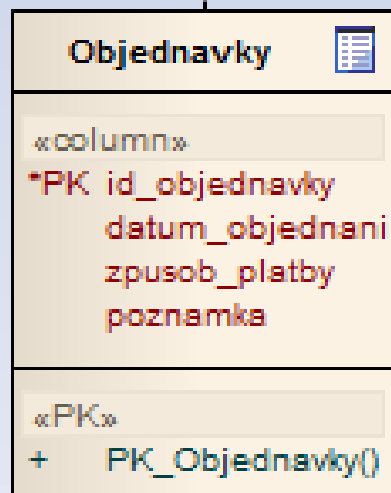 Objednavky
«column»
*PK id_objednavky
datum_objednani
zpusob_platby
poznamka
«PK»
+ PK_Objednavky()